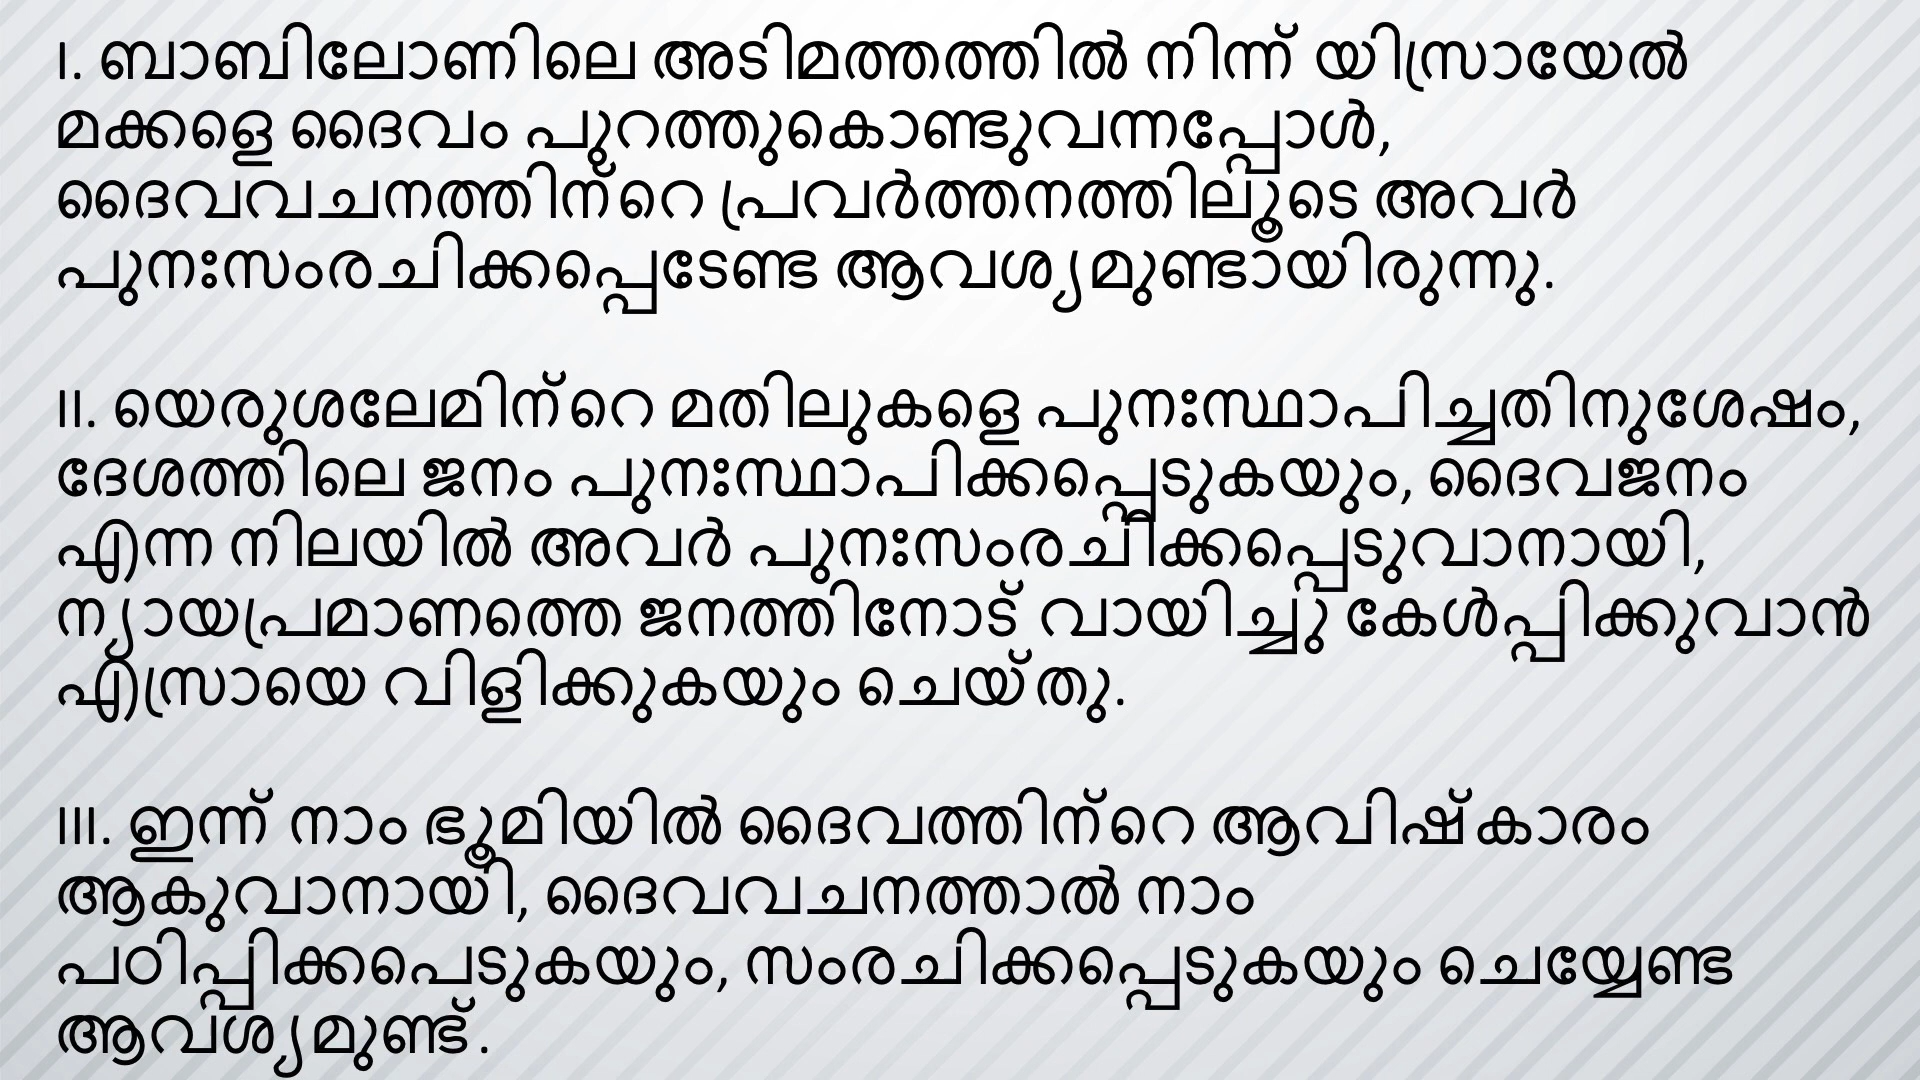 I. ബാബിലോണിലെ അടിമത്തത്തിൽ നിന്ന് യിസ്രായേൽ
മക്കളെ ദൈവം പുറത്തുകൊണ്ടുവന്നപ്പോൾ,
ദൈവവചനത്തിന്റെ പ്രവർത്തനത്തിലൂടെ അവർ
പുനഃസംരചിക്കപ്പെടേണ്ട ആവശ്യമുണ്ടായിരുന്നു.
II. യെരുശലേമിന്റെ മതിലുകളെ പുനഃസ്ഥാപിച്ചതിനുശേഷം,
ദേശത്തിലെ ജനം പുനഃസ്ഥാപിക്കപ്പെടുകയും, ദൈവജനം
എന്ന നിലയിൽ അവർ പുനഃസംരചിക്കപ്പെടുവാനായി,
ന്യായപ്രമാണത്തെ ജനത്തിനോട് വായിച്ചു കേൾപ്പിക്കുവാൻ
എസ്രായെ വിളിക്കുകയും ചെയ്തു.
III. ഇന്ന് നാം ഭൂമിയിൽ ദൈവത്തിന്റെ ആവിഷ്കാരം
ആകുവാനായി, ദൈവവചനത്താൽ നാം
പഠിപ്പിക്കപെടുകയും, സംരചിക്കപ്പെടുകയും ചെയ്യേണ്ട
ആവശ്യമുണ്ട്.